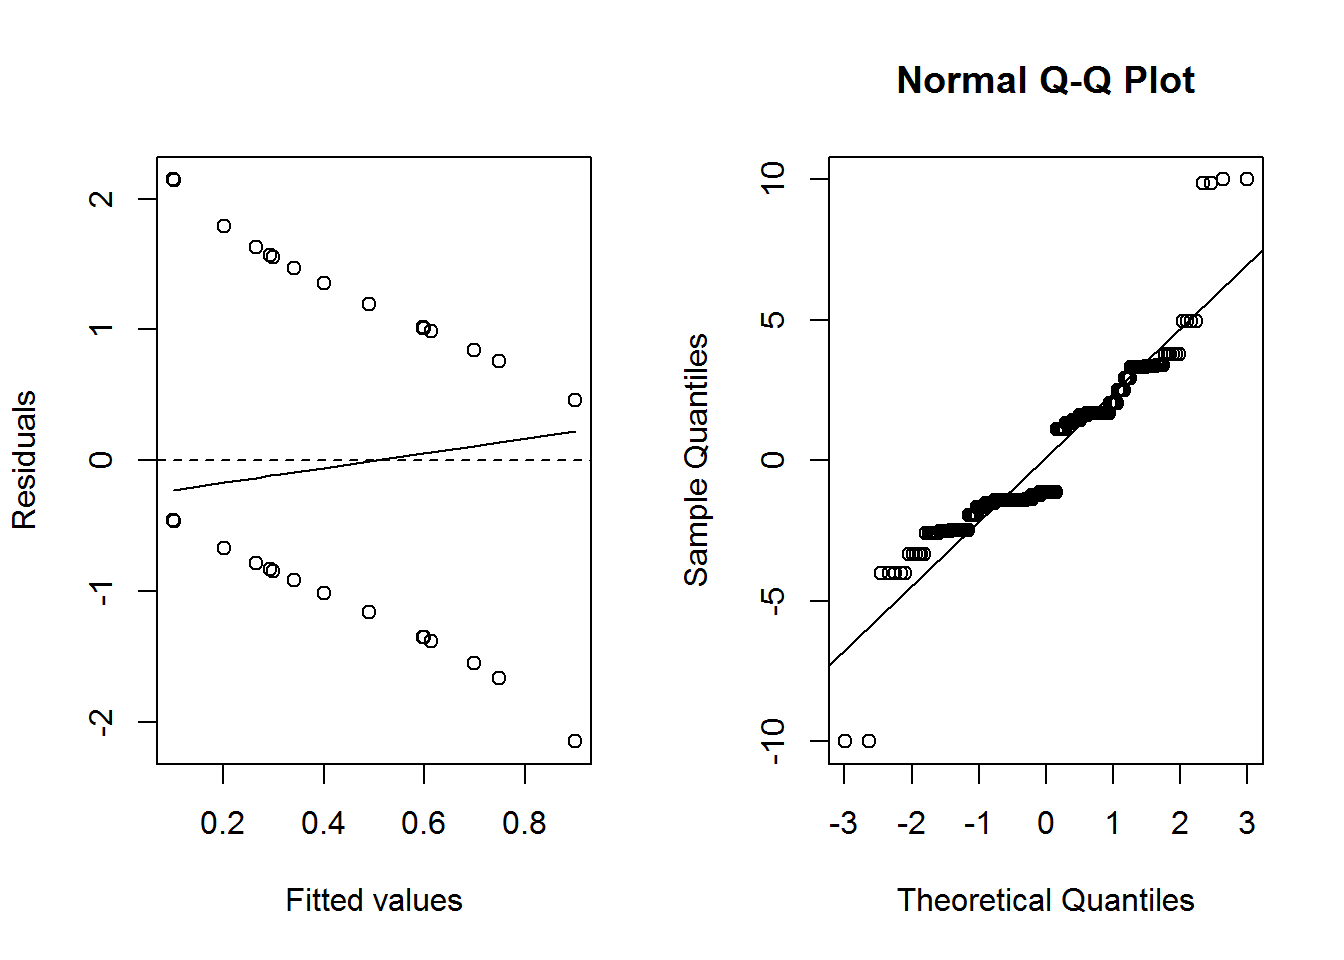 Residuals
2
1
0
-1
-2
0.2 0.4 0.6 0.8
Fitted values
Normal Q-Q Plot
Sample Quantiles
10
5
0
-5
-10
-3 -2 -1 0 1 2 3
Theoretical Quantiles